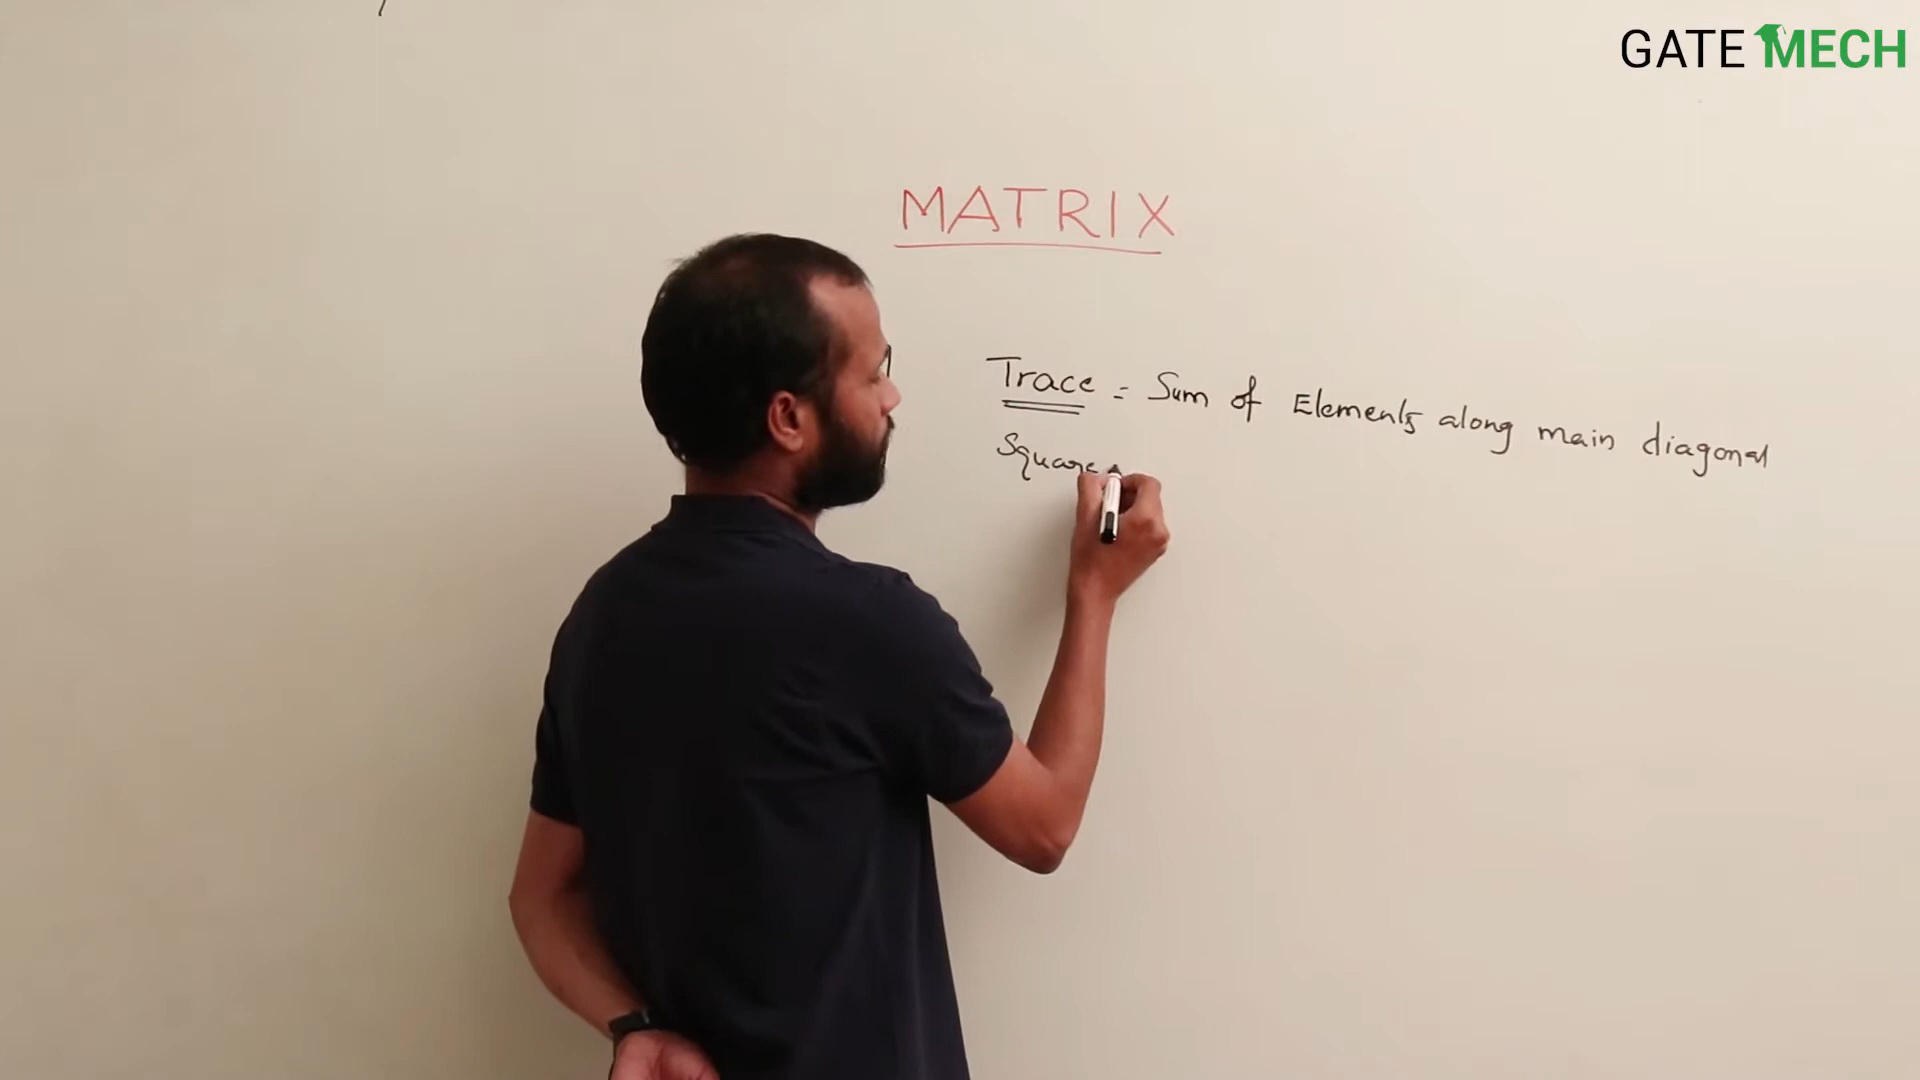 GATE MECH
MATRIX
Trace = Sum of Elements along main diagonal
Square